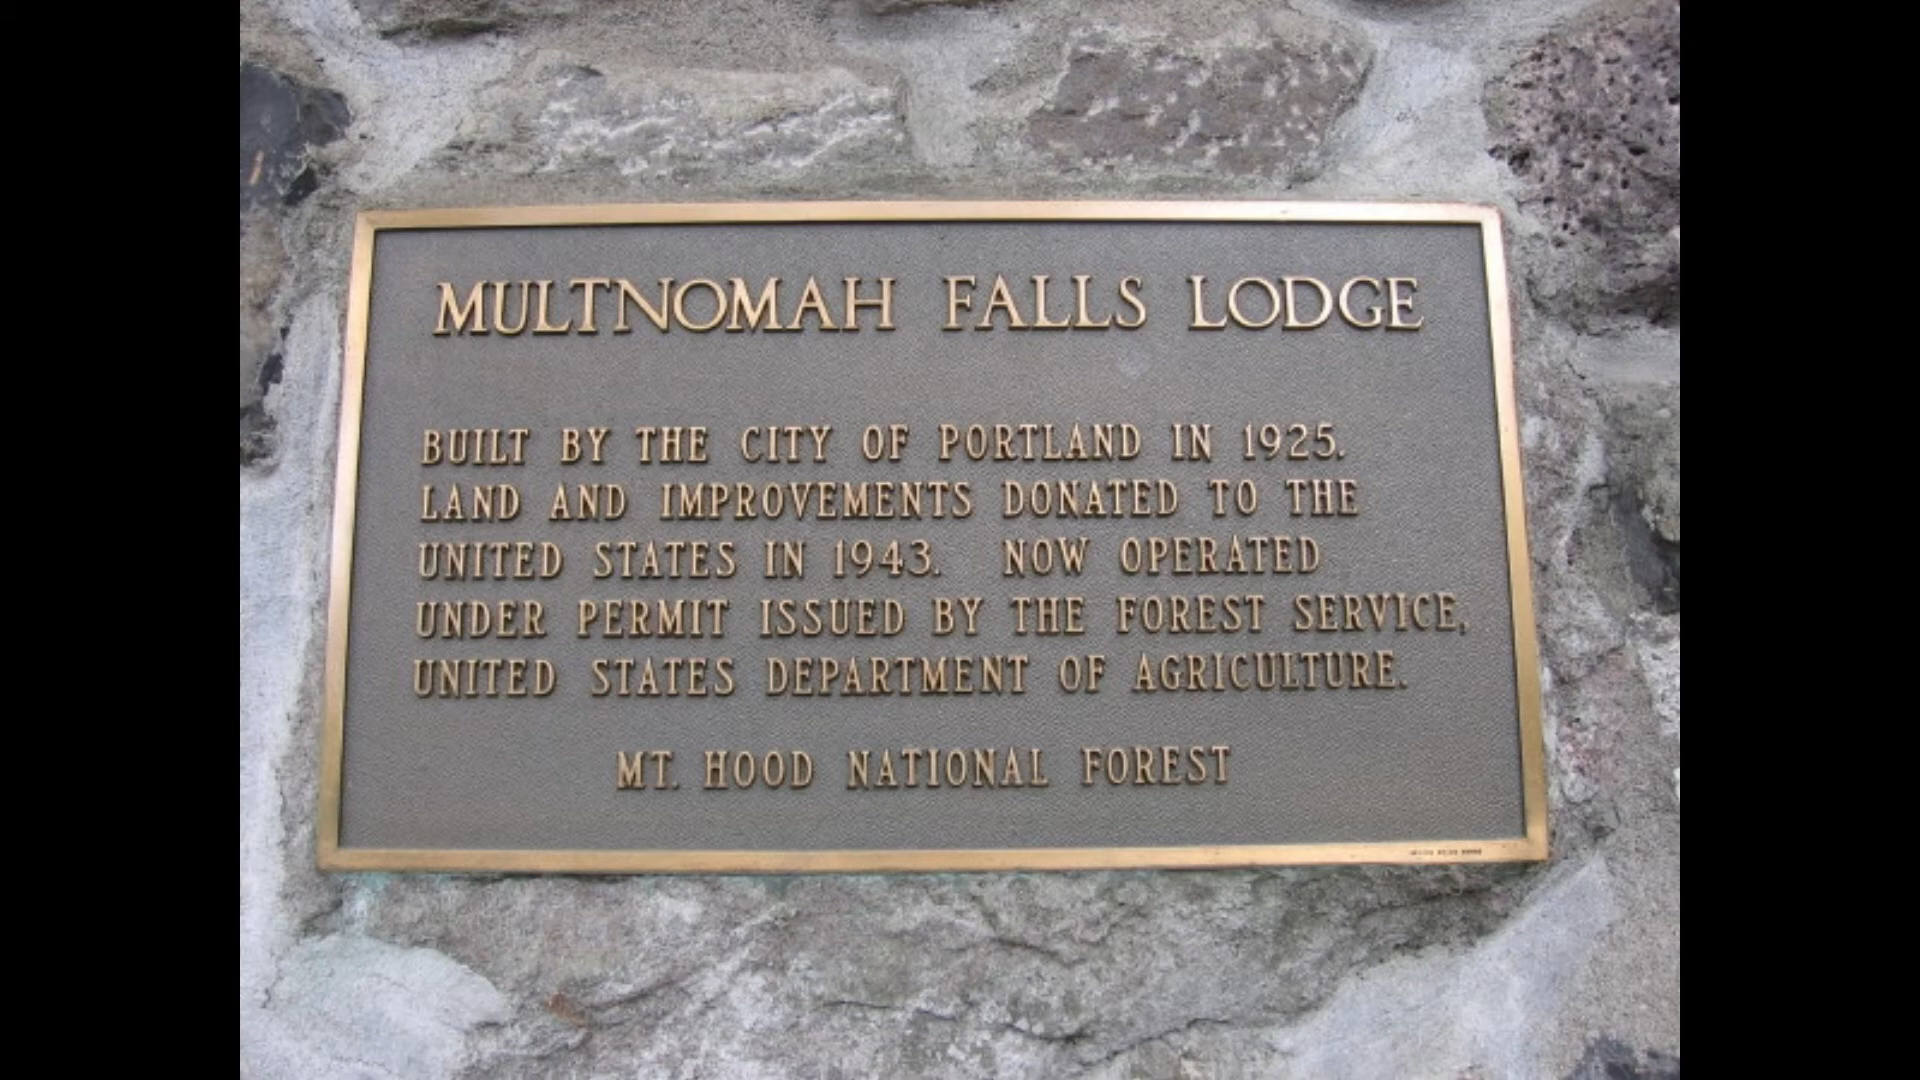 MULTNOMAH FALLS LODGE
BUILT BY THE CITY OF PORTLAND IN 1925.
LAND AND IMPROVEMENTS DONATED TO THE
UNITED STATES IN 1943. NOW OPERATED
UNDER PERMIT ISSUED BY THE FOREST SERVICE,
UNITED STATES DEPARTMENT OF AGRICULTURE.
MT. HOOD NATIONAL FOREST